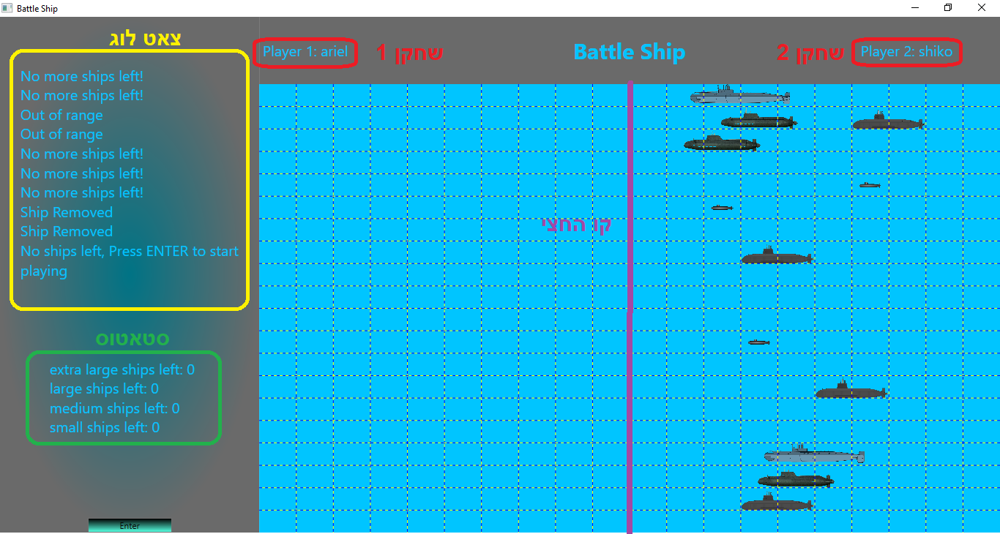 Battle Ship
צאט לוג
No more ships left!
No more ships left!
Out of range
Out of range
No more ships left!
No more ships left!
No more ships left!
Ship Removed
Ship Removed
No ships left, Press ENTER to start
playing
סטאטוס
extra large ships left: 0
large ships left: 0
medium ships left: 0
small ships left: 0
Enter
Player 1: ariel
שחקן 1
Battle Ship
שחקן 2
Player 2: shiko
קו החצי